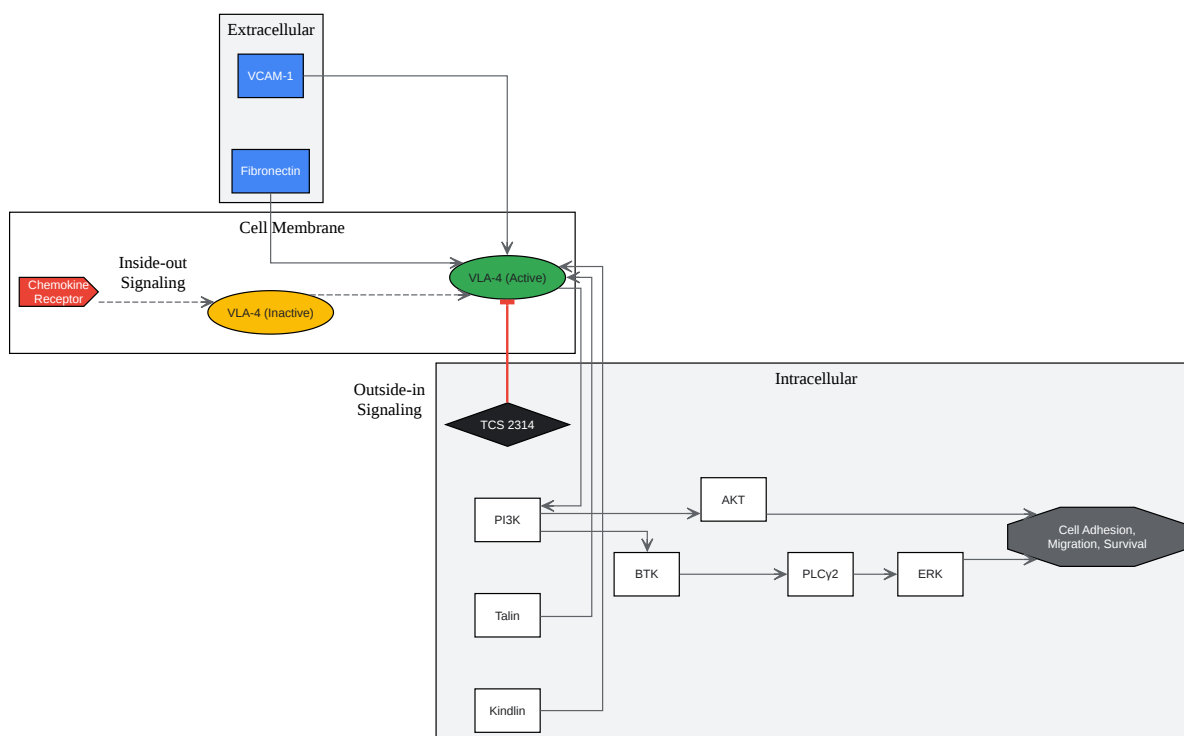 Extracellular
VCAM-1
Fibronectin
Cell Membrane
Inside-out
Signaling
Chemokine
Receptor
VLA-4 (Inactive)
VLA-4 (Active)
Outside-in
Signaling
Intracellular
TCS 2314
PI3K
AKT
Cell Adhesion,
Migration, Survival
BTK
PLCγ2
ERK
Talin
Kindlin